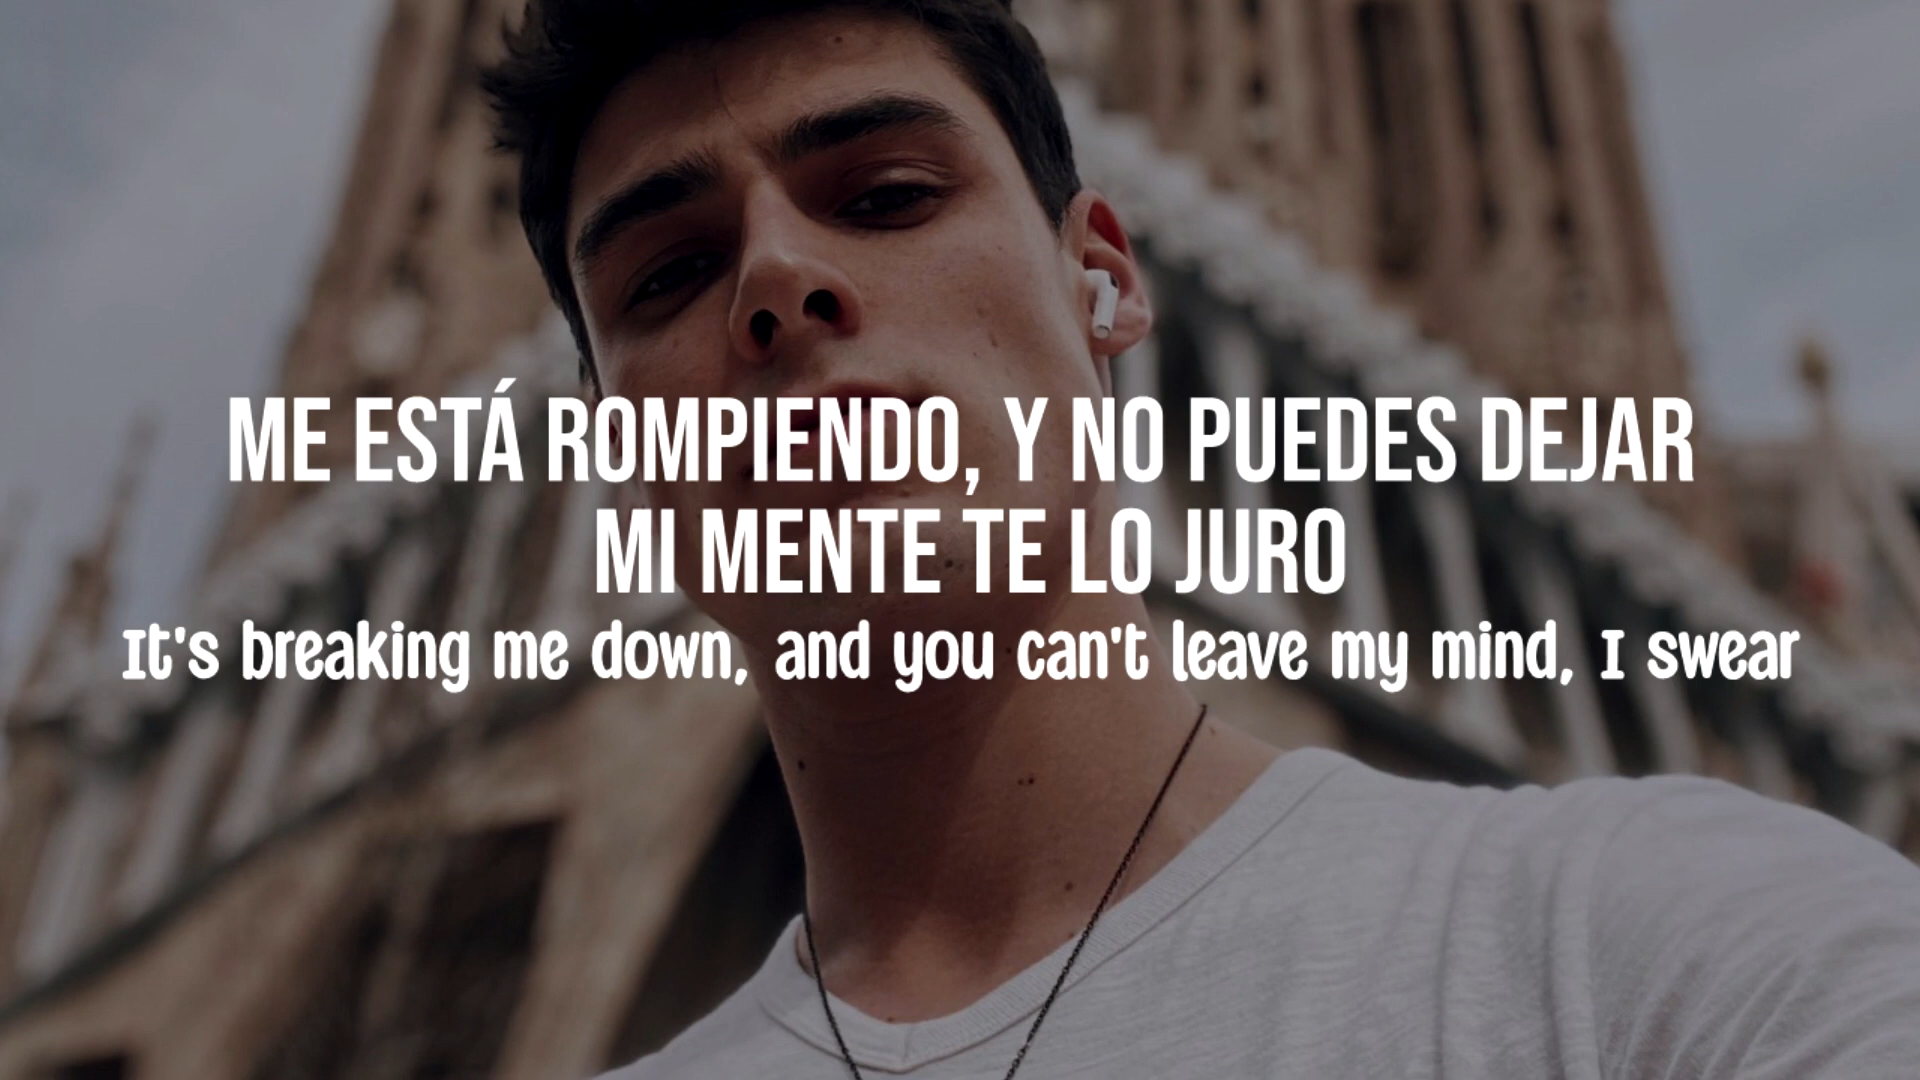 ME ESTÁ ROMPIENDO, Y NO PUEDES DEJAR
MI MENTE TE LO JURO
It's breaking me down, and you can't leave my mind, I swear